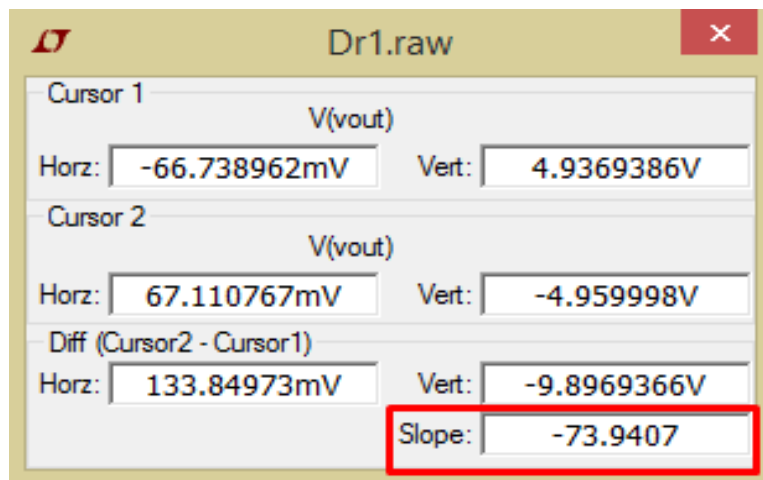 Dr1.raw
Cursor 1
V(vout)
Horz: -66.738962mV Vert: 4.9369386V
Cursor 2
V(vout)
Horz: 67.110767mV Vert: -4.959998V
Diff (Cursor2 - Cursor1)
Horz: 133.84973mV Vert: -9.8969366V
Slope: -73.9407